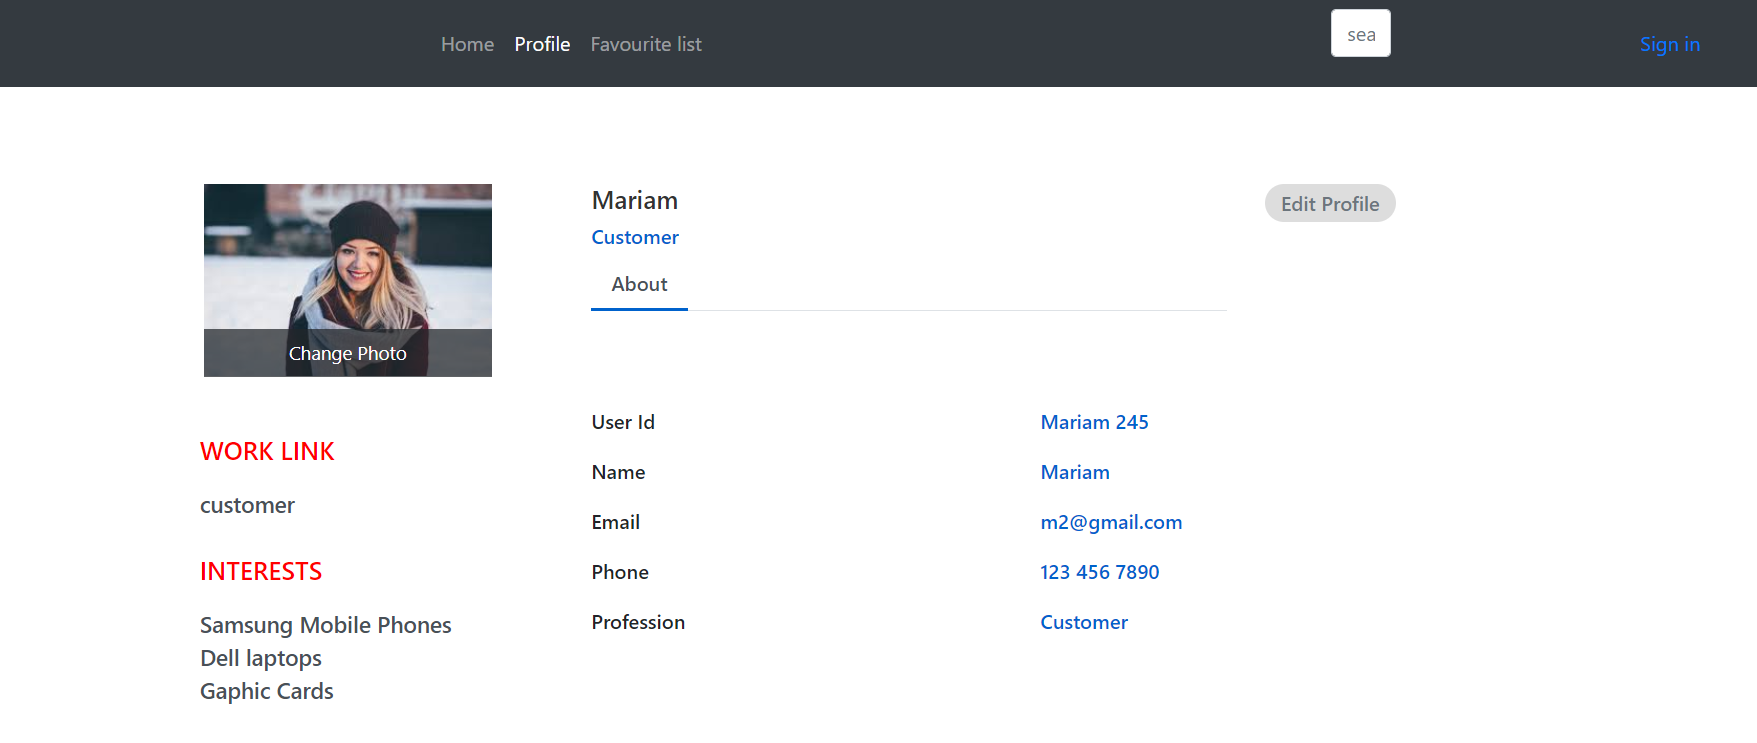 Home Profile Favourite list sea Sign in
Mariam
Edit Profile
Customer
About
Change Photo
User Id Mariam 245
Name Mariam
Email m2@gmail.com
Phone 123 456 7890
Profession Customer
WORK LINK
customer
INTERESTS
Samsung Mobile Phones
Dell laptops
Gaphic Cards